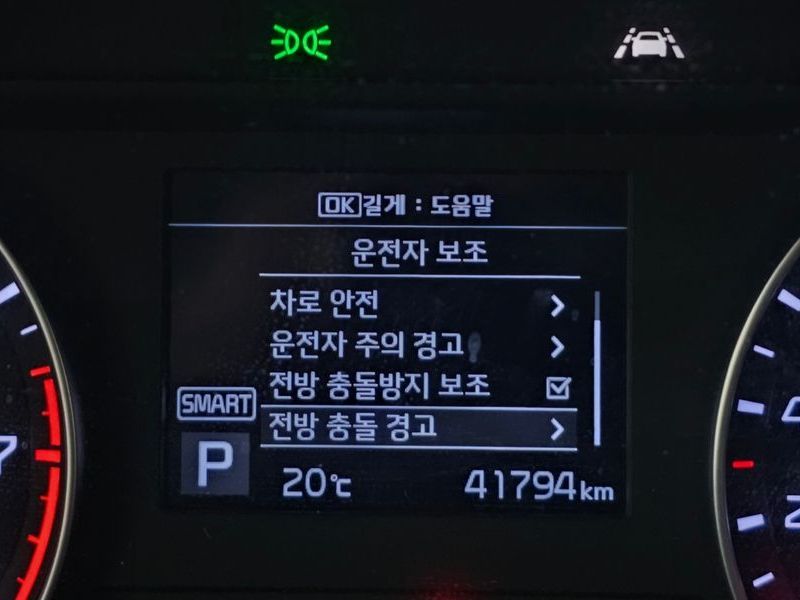 OK 길게 : 도움말
운전자 보조
차로 안전
운전자 주의 경고
전방 충돌방지 보조
전방 충돌 경고
SMART
P
20℃
41794km
7
2